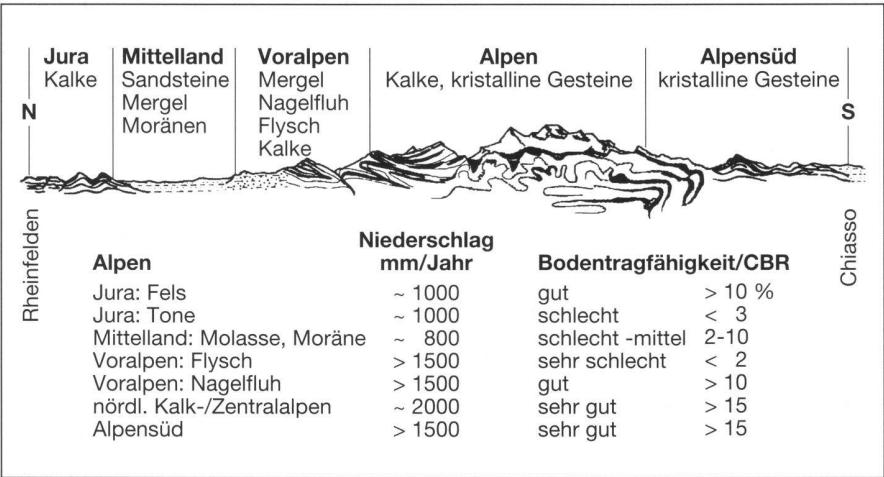 Jura Mittelland Voralpen Alpen Alpensüd
Kalke Sandsteine Mergel Kalke, kristalline Gesteine kristalline Gesteine
Mergel Nagelfluh
N S
Moränen Flysch
Kalke
Rheinfelden
Chiasso
Niederschlag
Alpen mm/Jahr Bodentragfähigkeit/CBR
Jura: Fels ~ 1000 gut > 10 %
Jura: Tone ~ 1000 schlecht < 3
Mittelland: Molasse, Moräne ~ 800 schlecht -mittel 2-10
Voralpen: Flysch > 1500 sehr schlecht < 2
Voralpen: Nagelfluh > 1500 gut > 10
nördl. Kalk-/Zentralalpen ~ 2000 sehr gut > 15
Alpensüd > 1500 sehr gut > 15